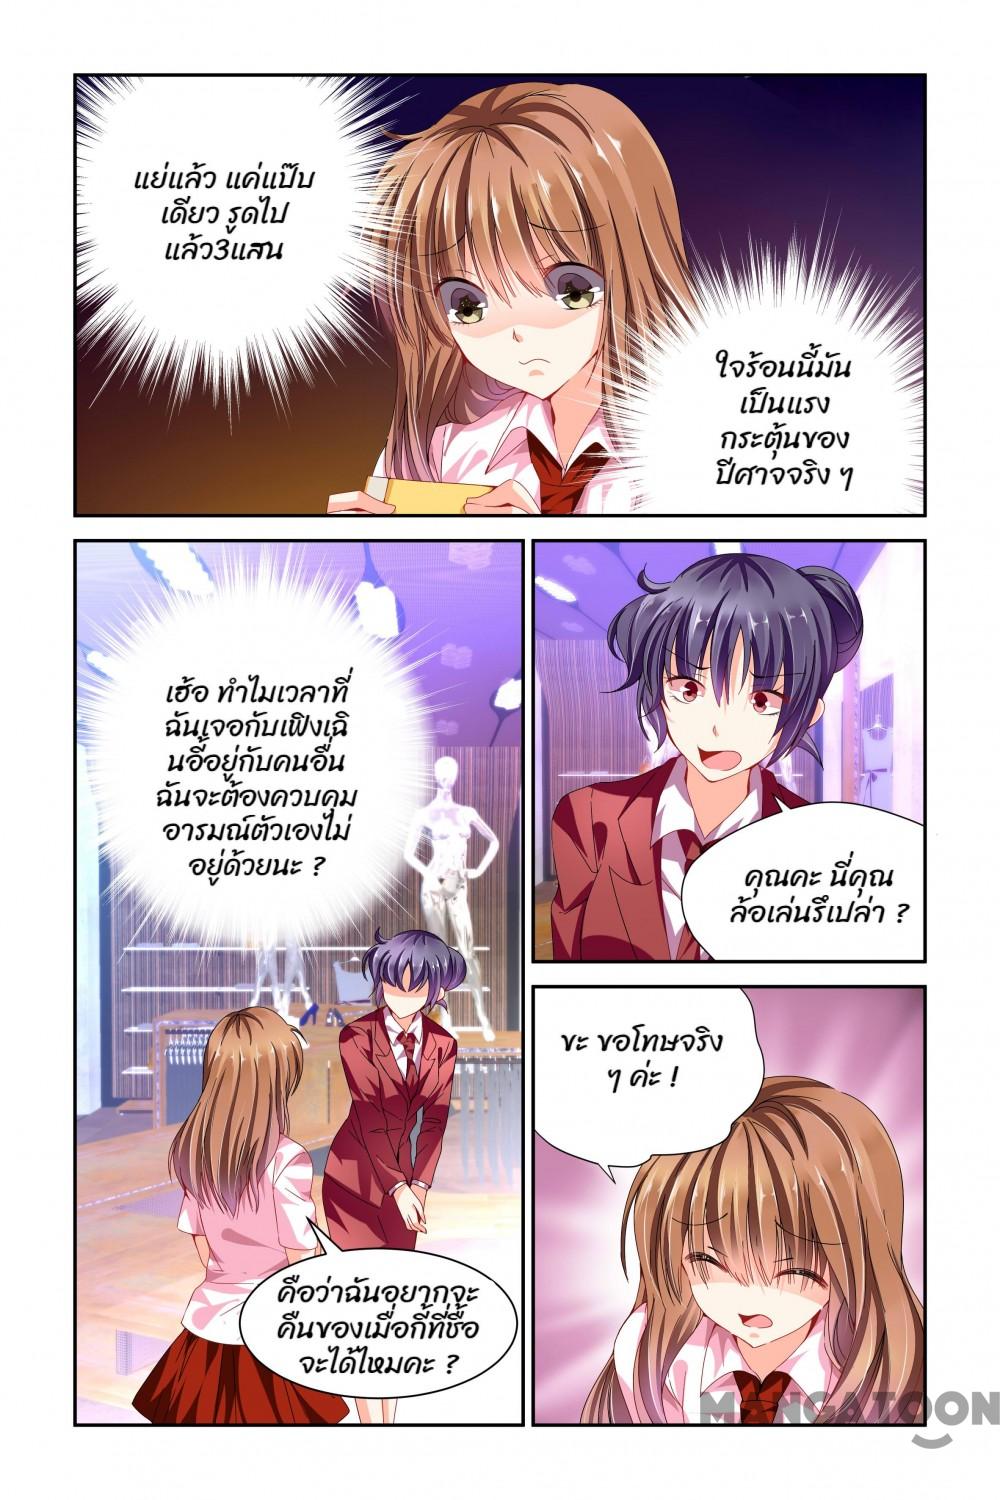 แย่แล้ว แค่แป๊บ
เดียว รูดไป
แล้ว3แสน
ใจร้อนนี้มัน
เป็นแรง
กระตุ้นของ
ปีศาจจริง ๆ
เฮ้อ ทำไมเวลาที่
ฉันเจอกับเฟิงเฉิ
นอี้อยู่กับคนอื่น
ฉันจะต้องควบคุม
อารมณ์ตัวเองไม่
อยู่ด้วยนะ ?
คุณคะ นี่คุณ
ล้อเล่นรึเปล่า ?
คือว่าฉันอยากจะ
คืนของเมื่อกี้ที่ซื้อ
จะได้ไหมคะ ?
ขะ ขอโทษจริง
ๆ ค่ะ !
MANGATOON